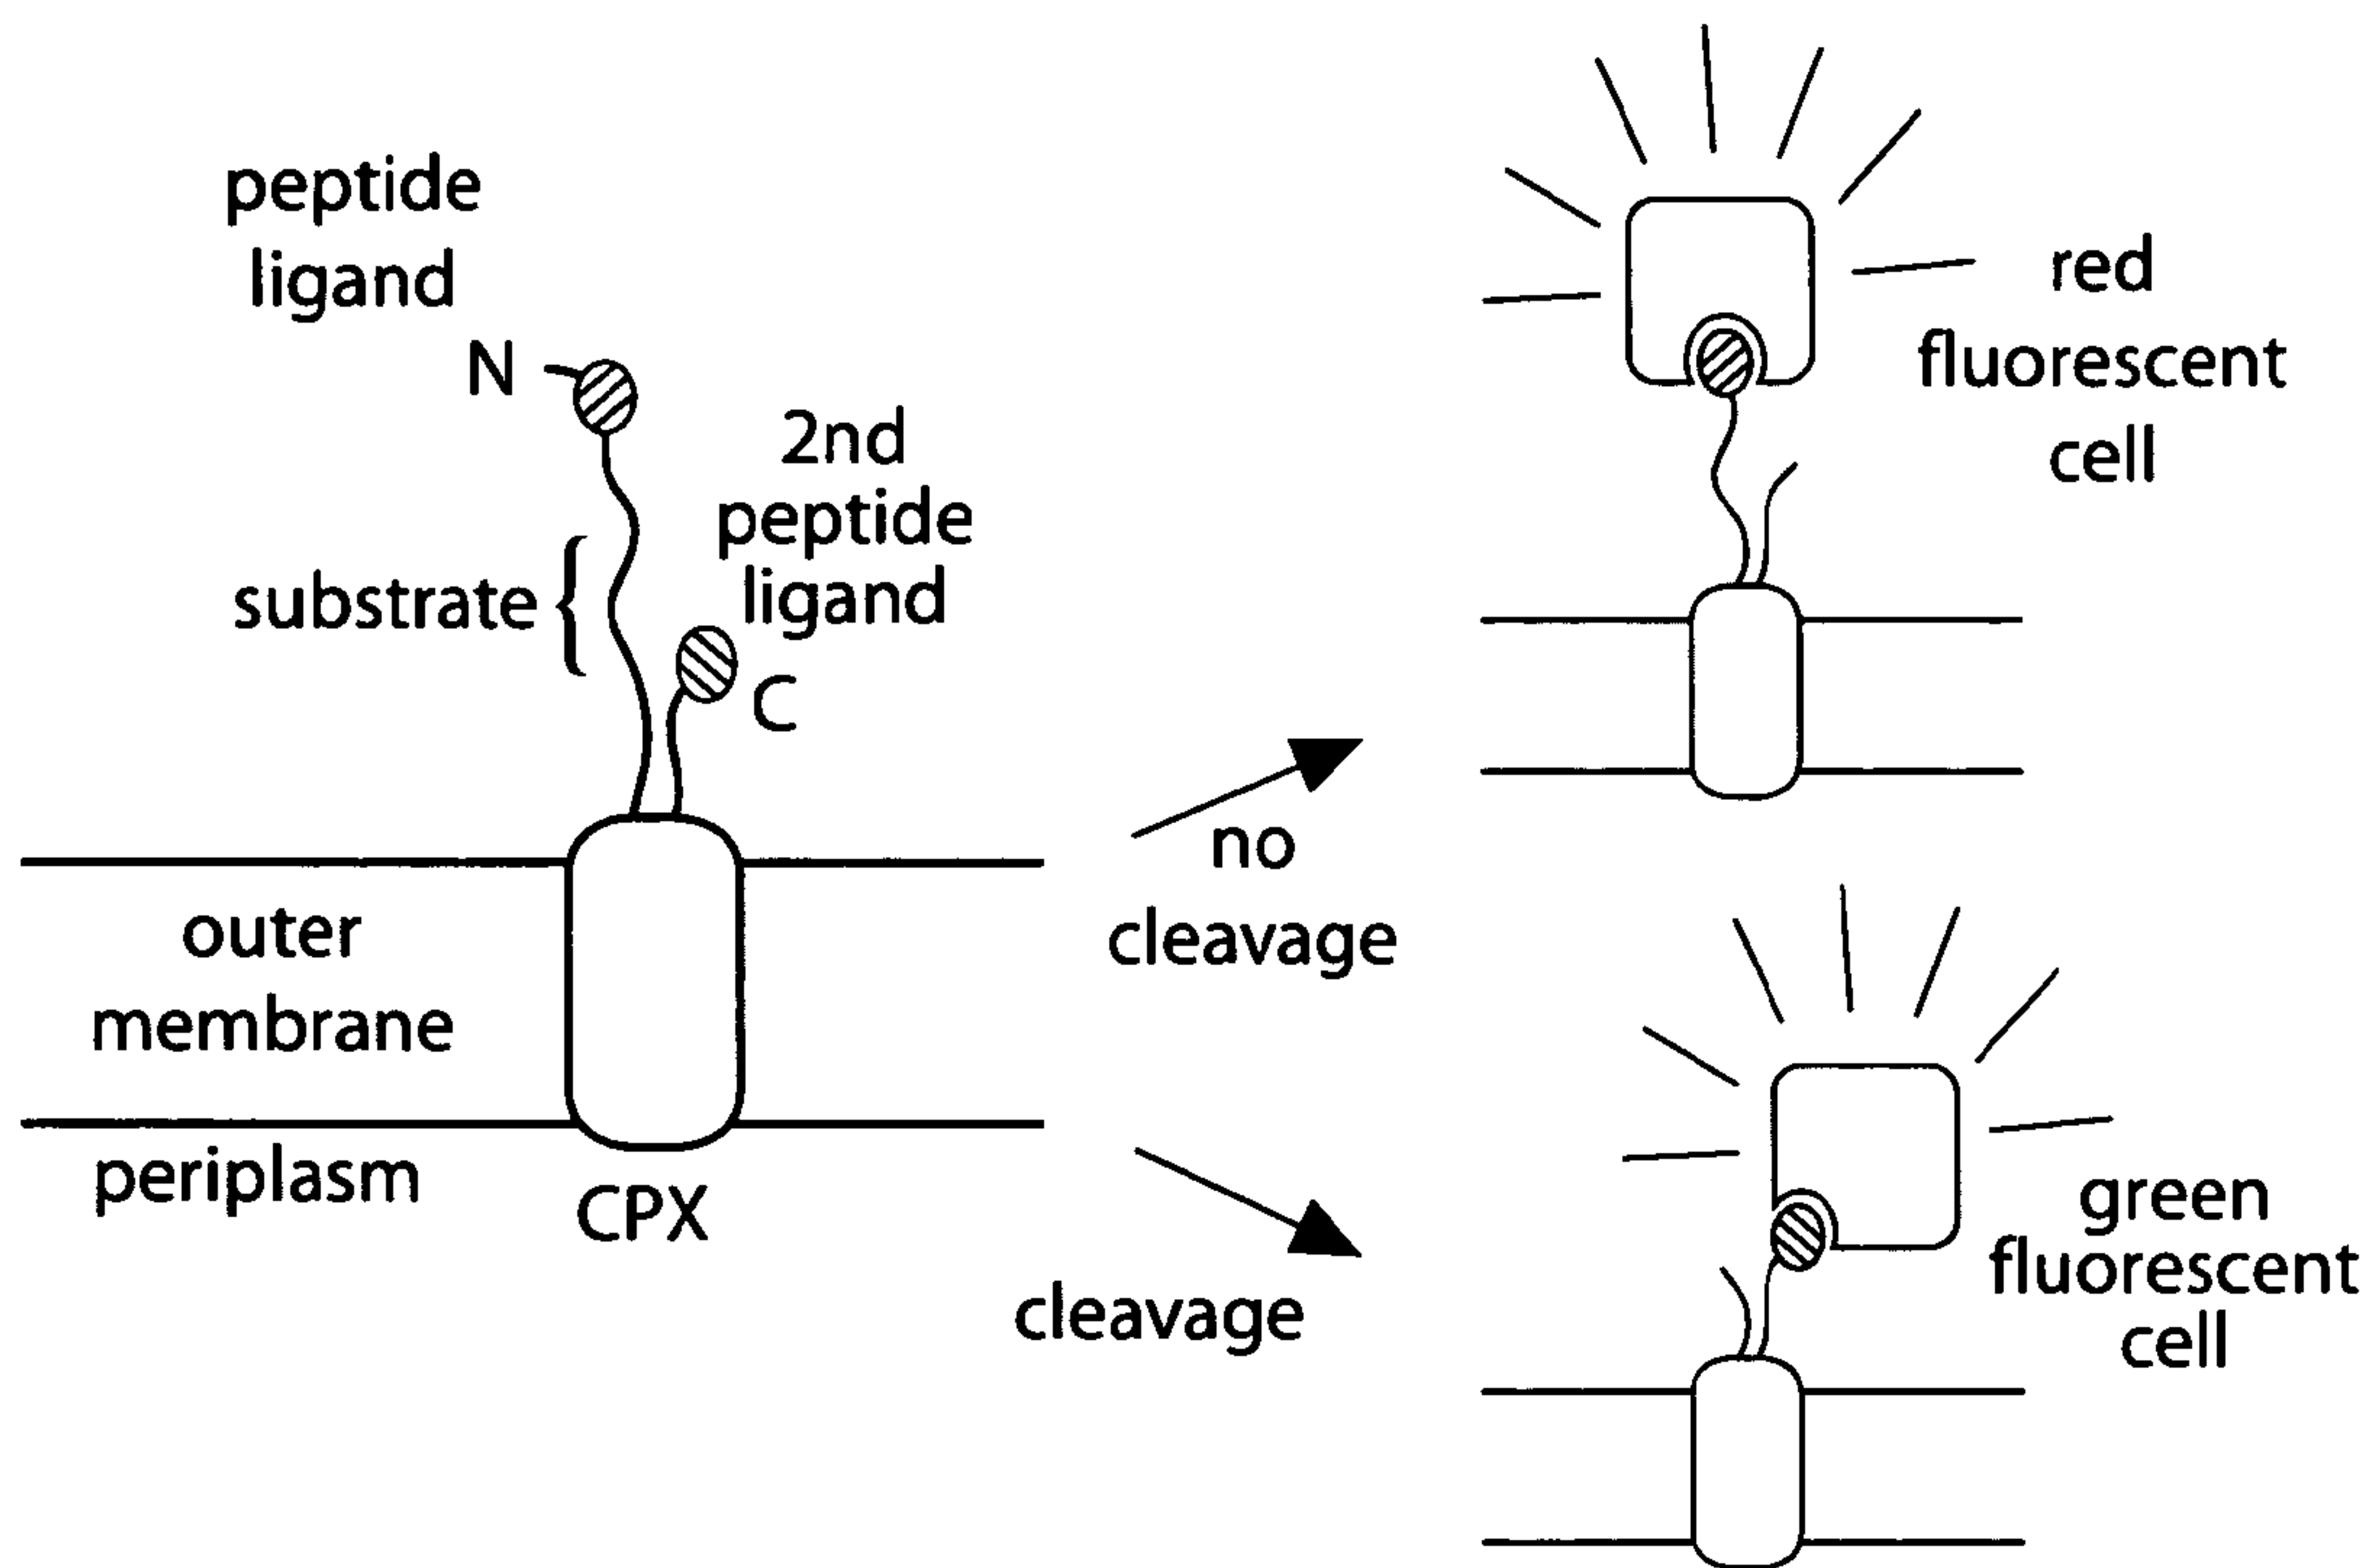 peptide
ligand
N
substrate
2nd
peptide
ligand
C
outer
membrane
periplasm
CPX
no
cleavage
cleavage
red
fluorescent
cell
green
fluorescent
cell